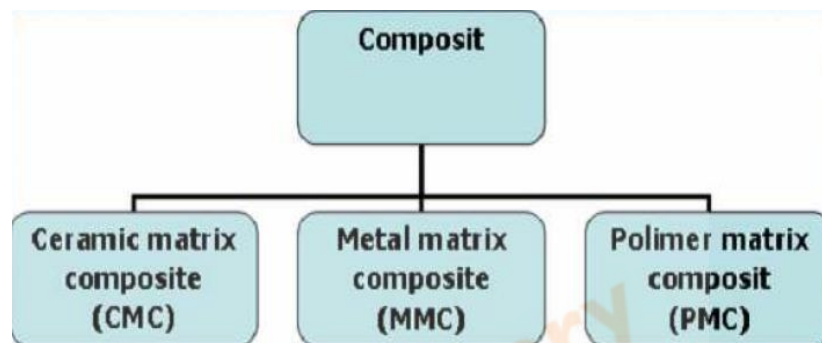 Composit
Ceramic matrix
composite
(CMC)
Metal matrix
composite
(MMC)
Polimer matrix
composit
(PMC)